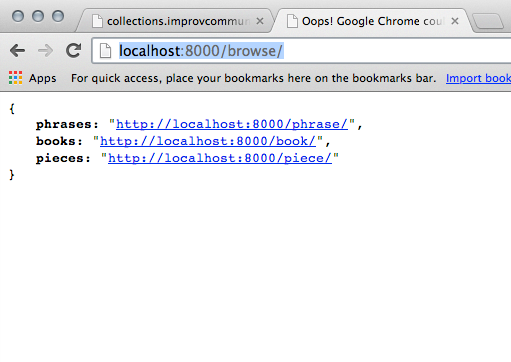 collections.improvcommun
Oops! Google Chrome cou
localhost:8000/browse/
Apps For quick access, place your bookmarks here on the bookmarks bar. Import book
{
phrases: "http://localhost:8000/phrase/",
books: "http://localhost:8000/book/",
pieces: "http://localhost:8000/piece/"
}